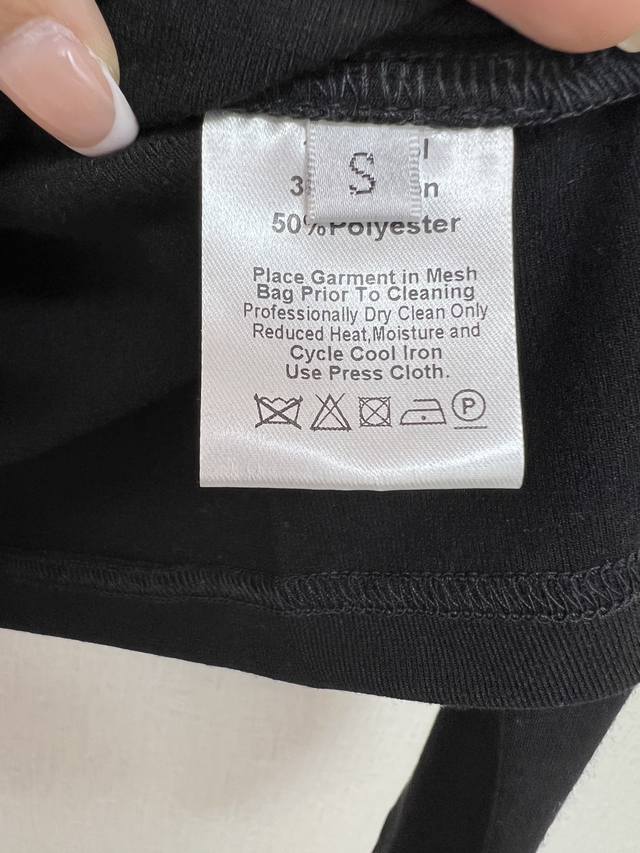 S
50%Polyester
Place Garment in Mesh
Bag Prior To Cleaning
Professionally Dry Clean Only
Reduced Heat,Moisture and
Cycle Cool Iron
Use Press Cloth.
P